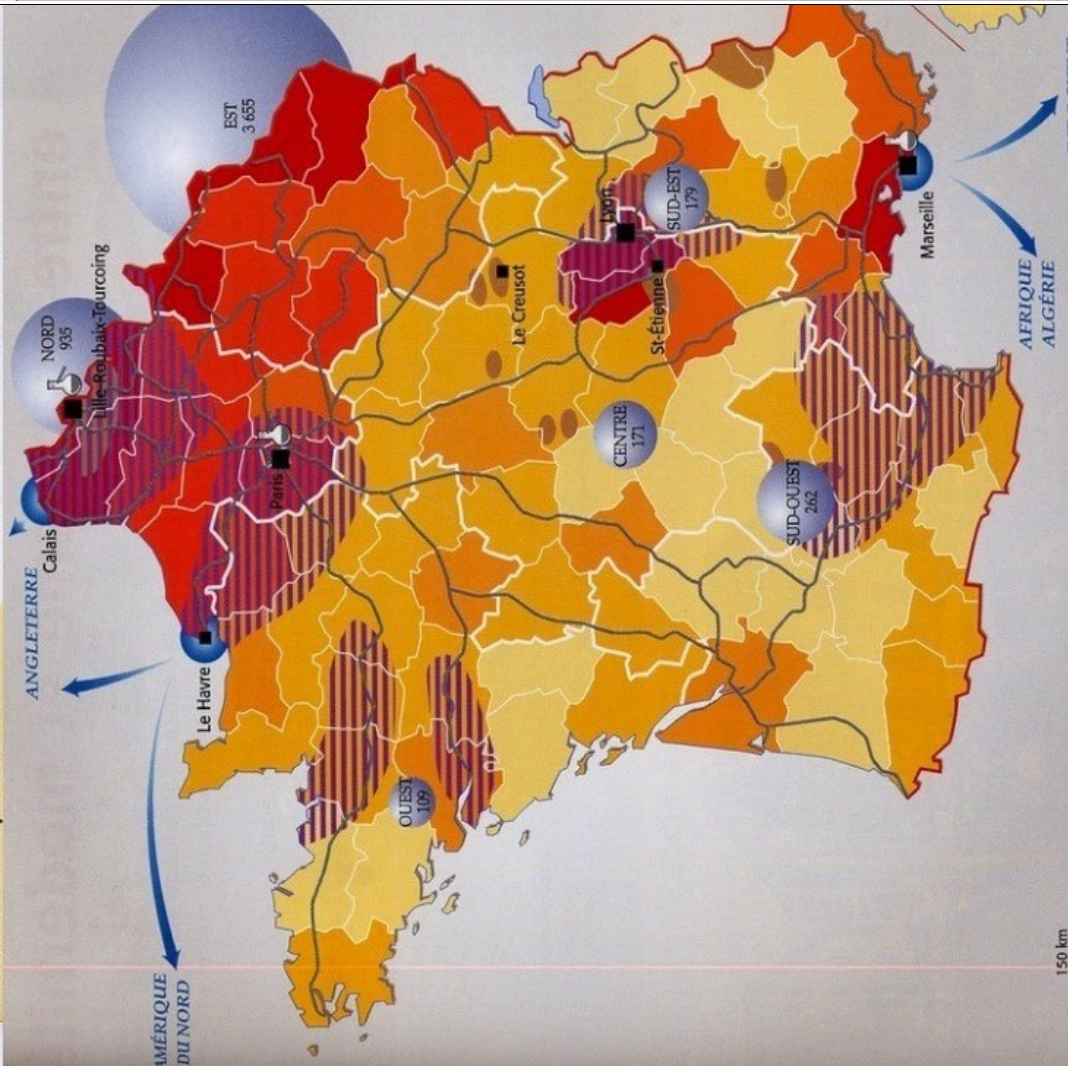 EST
3 655
NORD
935
Lille-Roubaix-Tourcoing
Calais
ANGLETERRE
Paris
Le Havre
AMÉRIQUE
DU NORD
OUEST
109
Le Creusot
Lyon
St-Étienne
SUD-EST
179
CENTRE
171
SUD-OUEST
262
Marseille
AFRIQUE
ALGÉRIE
150 km